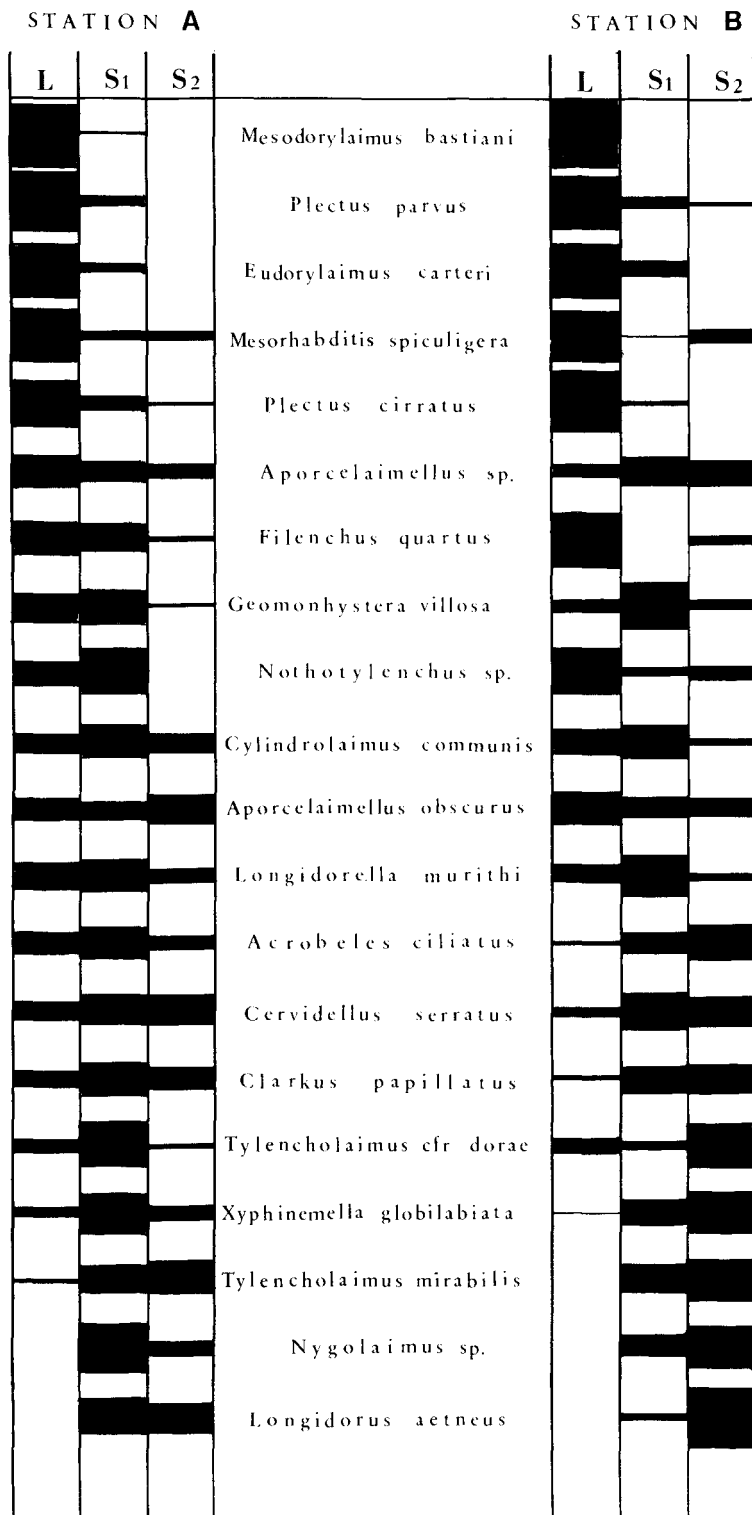 STATION A STATION B
L S1 S2 L S1 S2
Mesodorylaimus bastiani
Plectus parvus
Eudorylaimus carteri
Mesorhabditis spiculigera
Plectus cirratus
Aporcelaimellus sp.
Filenchus quartus
Geomonhystera villosa
Nothotylenchus sp.
Cylindrolaimus communis
Aporcelaimellus obscurus
Longidorella murithi
Acrobeles ciliatus
Cervidellus serratus
Clarkus papillatus
Tylencholaimus cfr dorae
Xyphinemella globilabiata
Tylencholaimus mirabilis
Nygolaimus sp.
Longidorus aetneus